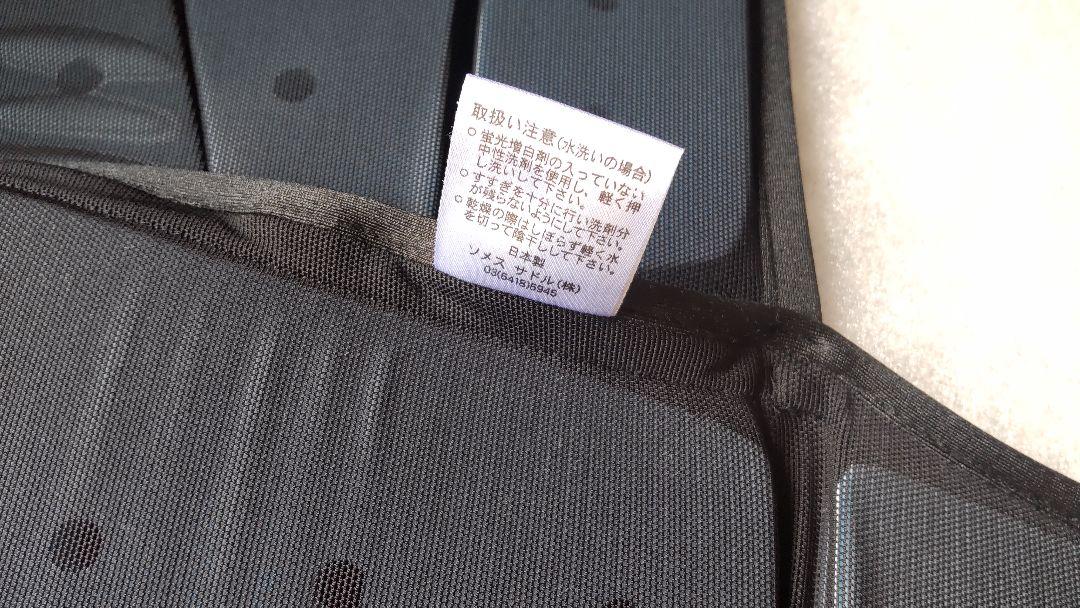 取扱い注意(水洗いの場合)
○ 蛍光増白剤の入っていない
中性洗剤を使用し、軽く押
し洗いして下さい。
○ すすぎを十分に行い洗剤分
が残らないようにして下さい。
○ 乾燥の際はしぼらず軽く水
を切って陰干しして下さい。
日本製
ソメス サドル(株)
03(6415)6945